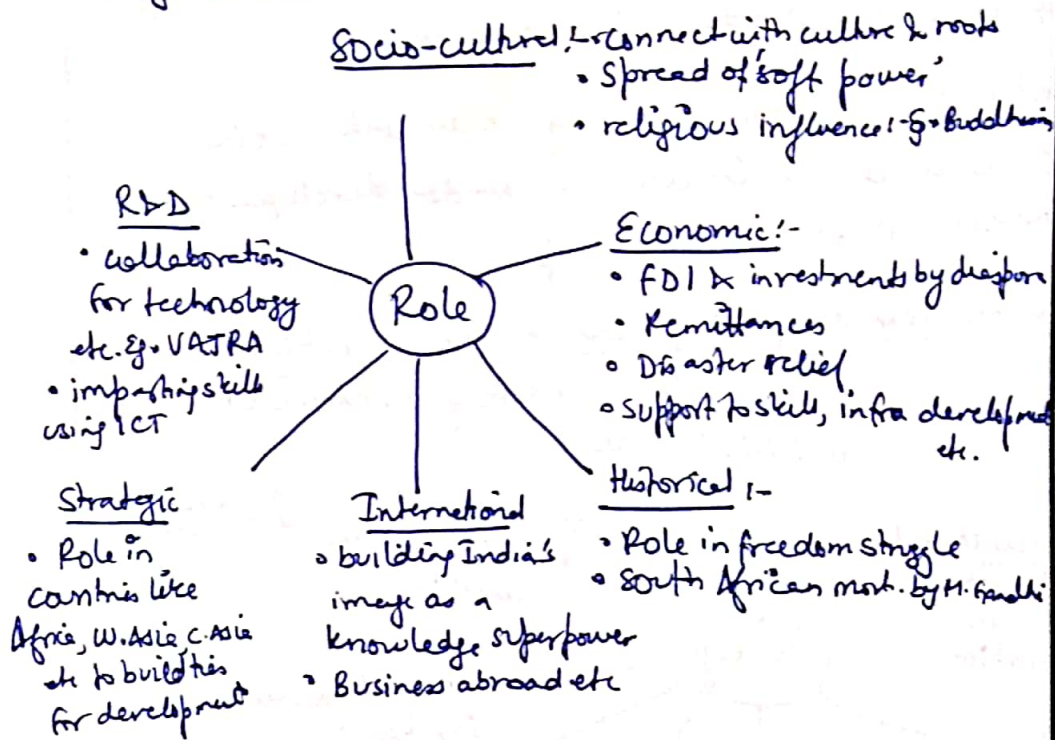 Socio-cultural :- connect with culture & roots
• Spread of 'soft power'
• religious influence :- Eg. Buddhism
R&D
• collaboration
for technology
etc. Eg. VAJRA
• imparting skills
using ICT
Role
Economic :-
• FDI & investments by diaspora
• Remittances
• Disaster relief
• Support to skill, infra development
etc.
Strategic
• Role in
countries like
Africa, W. Asia, C. Asia
etc to build ties
for development
International
• building India's
image as a
knowledge superpower
• Business abroad etc
Historical :-
• Role in freedom struggle
• South African movt. by M. Gandhi